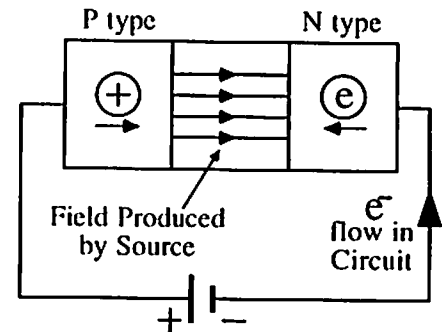 P type
N type
+
e
Field Produced
by Source
e⁻
flow in
Circuit
+
−